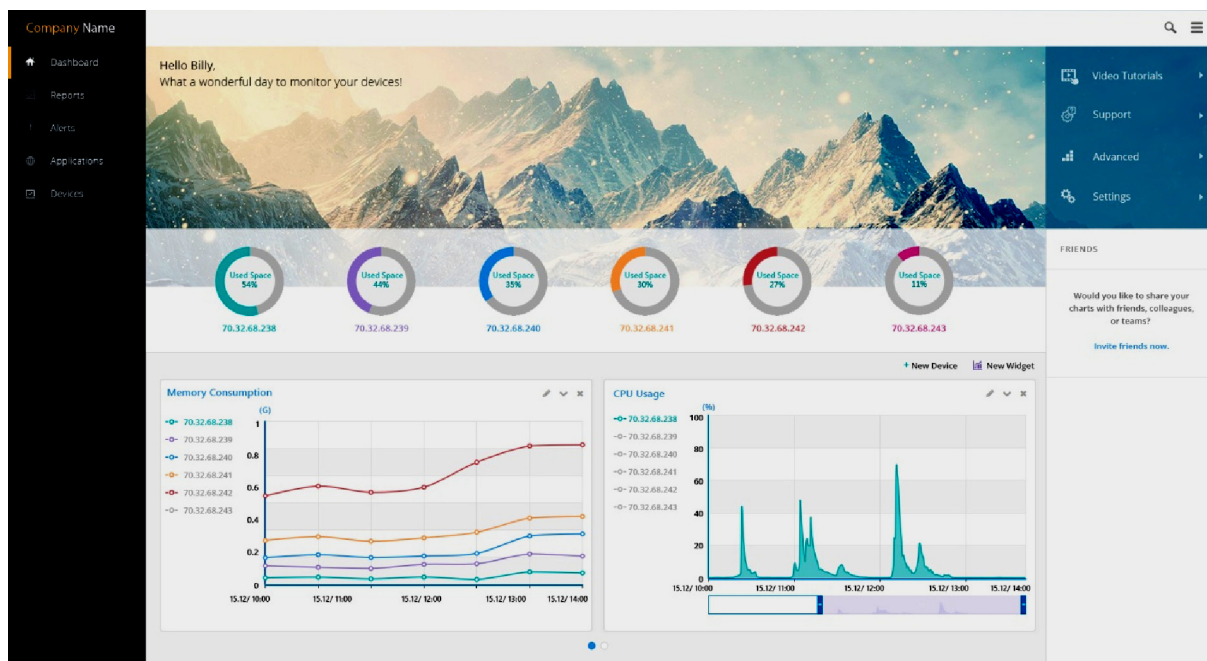 Company Name
Dashboard
Reports
Alerts
Applications
Devices
Hello Billy,
What a wonderful day to monitor your devices!
Video Tutorials
Support
Advanced
Settings
Used Space
54%
70.32.68.238
Used Space
44%
70.32.68.239
Used Space
35%
70.32.68.240
Used Space
30%
70.32.68.241
Used Space
27%
70.32.68.242
Used Space
11%
70.32.68.243
FRIENDS
Would you like to share your
charts with friends, colleagues,
or teams?
Invite friends now.
+ New Device
New Widget
Memory Consumption
(G)
70.32.68.238
70.32.68.239
70.32.68.240
70.32.68.241
70.32.68.242
70.32.68.243
1
0.8
0.6
0.4
0.2
0
15.12/ 10:00
15.12/ 11:00
15.12/ 12:00
15.12/ 13:00
15.12/ 14:00
CPU Usage
(%)
70.32.68.238
70.32.68.239
70.32.68.240
70.32.68.241
70.32.68.242
70.32.68.243
100
80
60
40
20
0
15.12/ 10:00
15.12/ 11:00
15.12/ 12:00
15.12/ 13:00
15.12/ 14:00